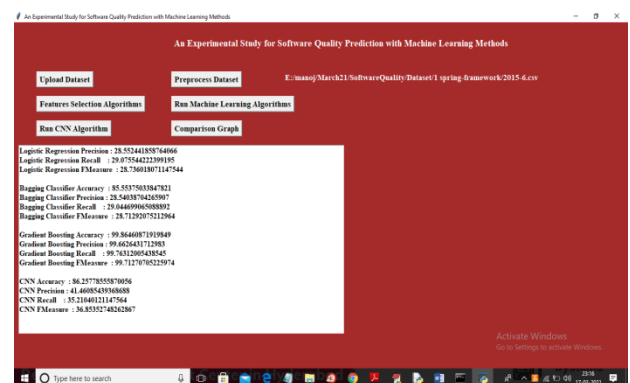 An Experimental Study for Software Quality Prediction with Machine Learning Methods
An Experimental Study for Software Quality Prediction with Machine Learning Methods
Upload Dataset
Preprocess Dataset
E:/manoj/March21/SoftwareQuality/Dataset/1 spring-framework/2015-6.csv
Features Selection Algorithms
Run Machine Learning Algorithms
Run CNN Algorithm
Comparison Graph
Logistic Regression Precision : 28.552441858764066
Logistic Regression Recall : 29.075544222399195
Logistic Regression FMeasure : 28.736018071147544
Bagging Classifier Accuracy : 85.55375033847821
Bagging Classifier Precision : 28.54038704265907
Bagging Classifier Recall : 29.044699065088892
Bagging Classifier FMeasure : 28.71292075212964
Gradient Boosting Accuracy : 99.86460871919849
Gradient Boosting Precision : 99.6626431712983
Gradient Boosting Recall : 99.76312005438545
Gradient Boosting FMeasure : 99.71270705225974
CNN Accuracy : 86.25778555870056
CNN Precision : 41.46085439368688
CNN Recall : 35.21040121147564
CNN FMeasure : 36.85352748262867
Activate Windows
Go to Settings to activate Windows.
Type here to search
23:16
17-03-2021